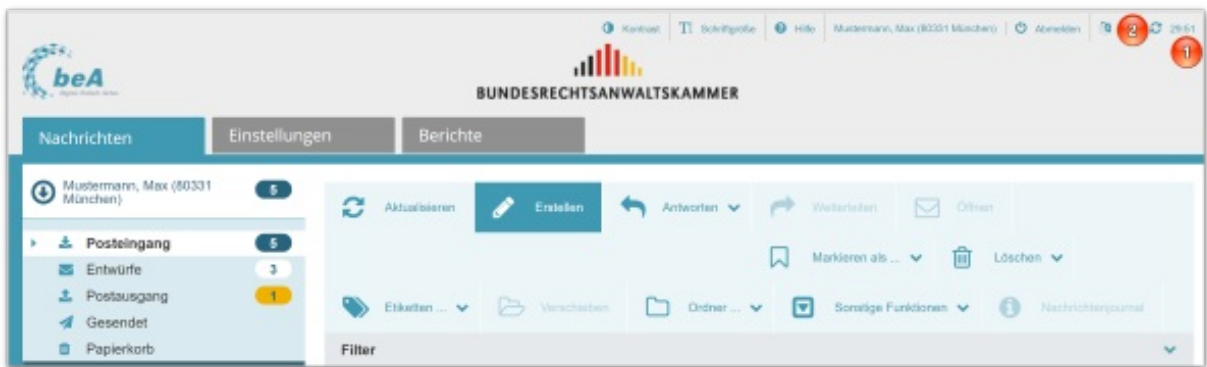 Kontrast TI Schriftgröße Hilfe Mustermann, Max (80331 München) Abmelden 2 29:51
1
beA
BUNDESRECHTSANWALTSKAMMER
Nachrichten Einstellungen Berichte
Mustermann, Max (80331 München) 5
Aktualisieren Erstellen Antworten Weiterleiten Öffnen
Posteingang 5
Entwürfe 3
Markieren als ... Löschen
Postausgang 1
Etiketten ... Verschieben Ordner ... Sonstige Funktionen Nachrichtenjournal
Gesendet
Papierkorb
Filter